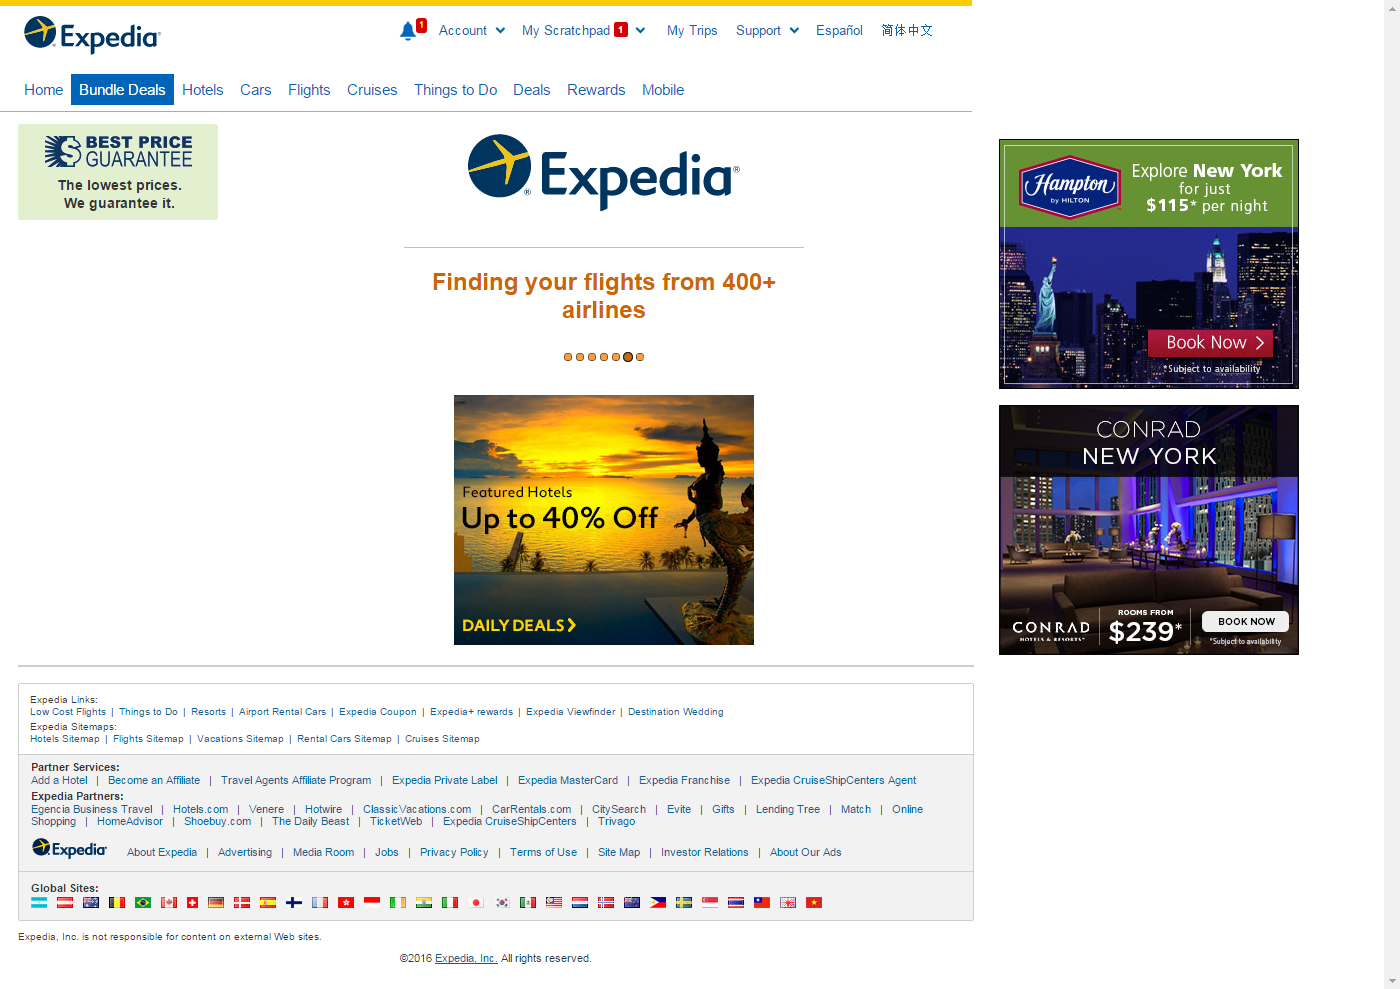 Expedia
1
Account
My Scratchpad 1
My Trips
Support
Español
简体中文
Home
Bundle Deals
Hotels
Cars
Flights
Cruises
Things to Do
Deals
Rewards
Mobile
BEST PRICE
GUARANTEE
The lowest prices.
We guarantee it.
Expedia®
Finding your flights from 400+
airlines
Featured Hotels
Up to 40% Off
DAILY DEALS
Hampton
by HILTON
Explore New York
for just
$115* per night
Book Now
*Subject to availability
CONRAD
NEW YORK
CONRAD
HOTELS & RESORTS®
ROOMS FROM
$239*
BOOK NOW
*Subject to availability
Expedia Links:
Low Cost Flights | Things to Do | Resorts | Airport Rental Cars | Expedia Coupon | Expedia+ rewards | Expedia Viewfinder | Destination Wedding
Expedia Sitemaps:
Hotels Sitemap | Flights Sitemap | Vacations Sitemap | Rental Cars Sitemap | Cruises Sitemap
Partner Services:
Add a Hotel | Become an Affiliate | Travel Agents Affiliate Program | Expedia Private Label | Expedia MasterCard | Expedia Franchise | Expedia CruiseShipCenters Agent
Expedia Partners:
Egencia Business Travel | Hotels.com | Venere | Hotwire | ClassicVacations.com | CarRentals.com | CitySearch | Evite | Gifts | Lending Tree | Match | Online
Shopping | HomeAdvisor | Shoebuy.com | The Daily Beast | TicketWeb | Expedia CruiseShipCenters | Trivago
Expedia
About Expedia | Advertising | Media Room | Jobs | Privacy Policy | Terms of Use | Site Map | Investor Relations | About Our Ads
Global Sites:
Expedia, Inc. is not responsible for content on external Web sites.
©2016 Expedia, Inc. All rights reserved.